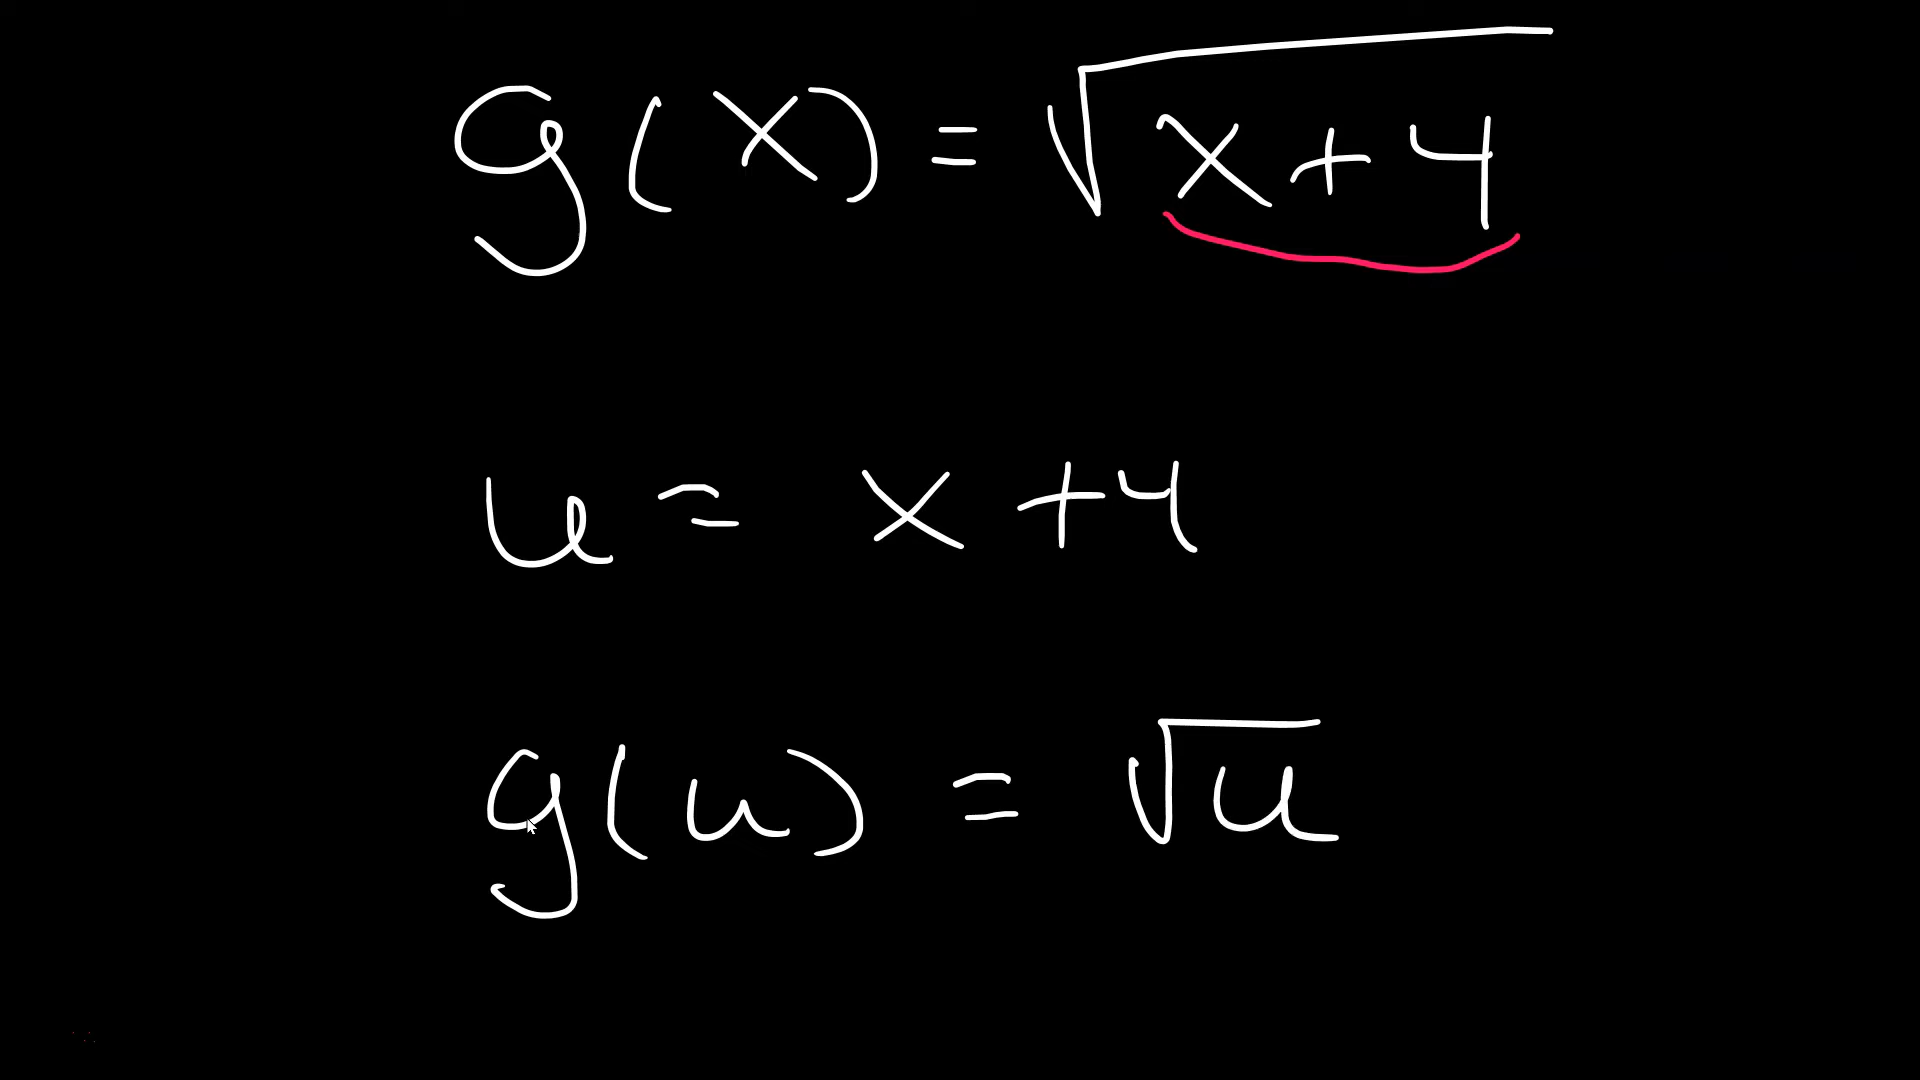 g(x) = √(x+4)
u = x+4
g(u) = √u